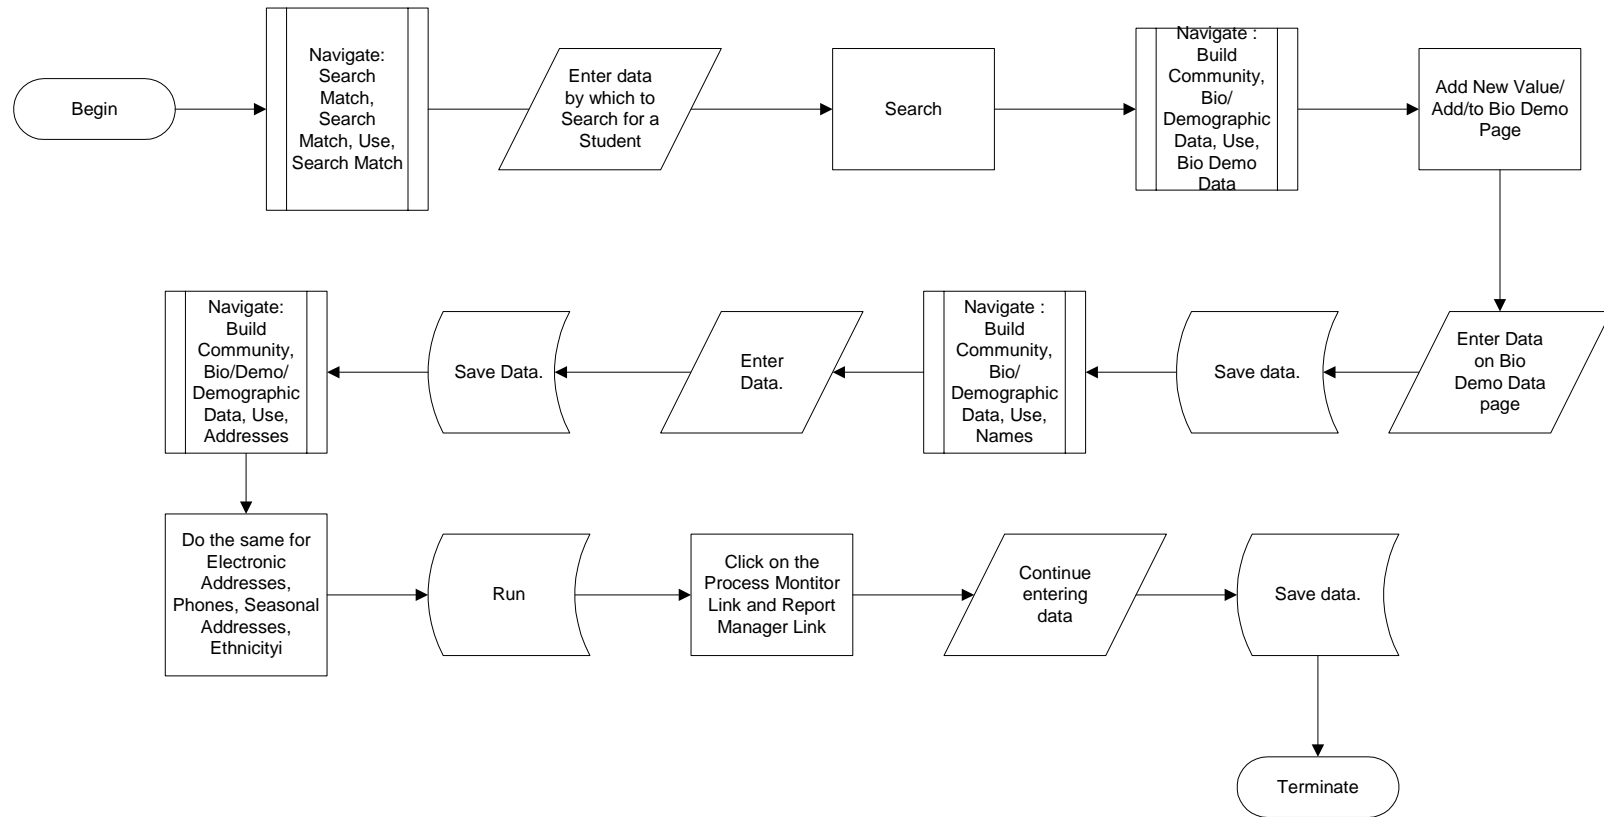 Begin
Navigate:
Search
Match,
Search
Match, Use,
Search Match
Enter data
by which to
Search for a
Student
Search
Navigate :
Build
Community,
Bio/
Demographic
Data, Use,
Bio Demo
Data
Add New Value/
Add/to Bio Demo
Page
Enter Data
on Bio
Demo Data
page
Save data.
Navigate :
Build
Community,
Bio/
Demographic
Data, Use,
Names
Enter
Data.
Save Data.
Navigate:
Build
Community,
Bio/Demo/
Demographic
Data, Use,
Addresses
Do the same for
Electronic
Addresses,
Phones, Seasonal
Addresses,
Ethnicityi
Run
Click on the
Process Montitor
Link and Report
Manager Link
Continue
entering
data
Save data.
Terminate